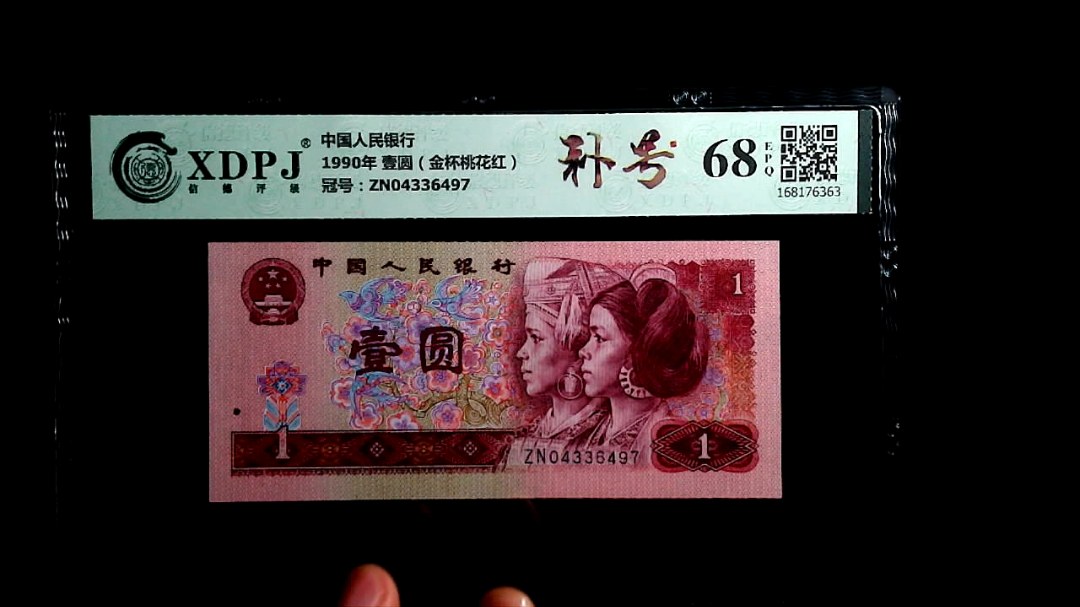 XDPJ®
信德评级
中国人民银行
1990年 壹圆（金杯桃花红）
冠号：ZN04336497
补号
68
EPQ
168176363
中国人民银行
1
壹圆
1
ZN04336497
1